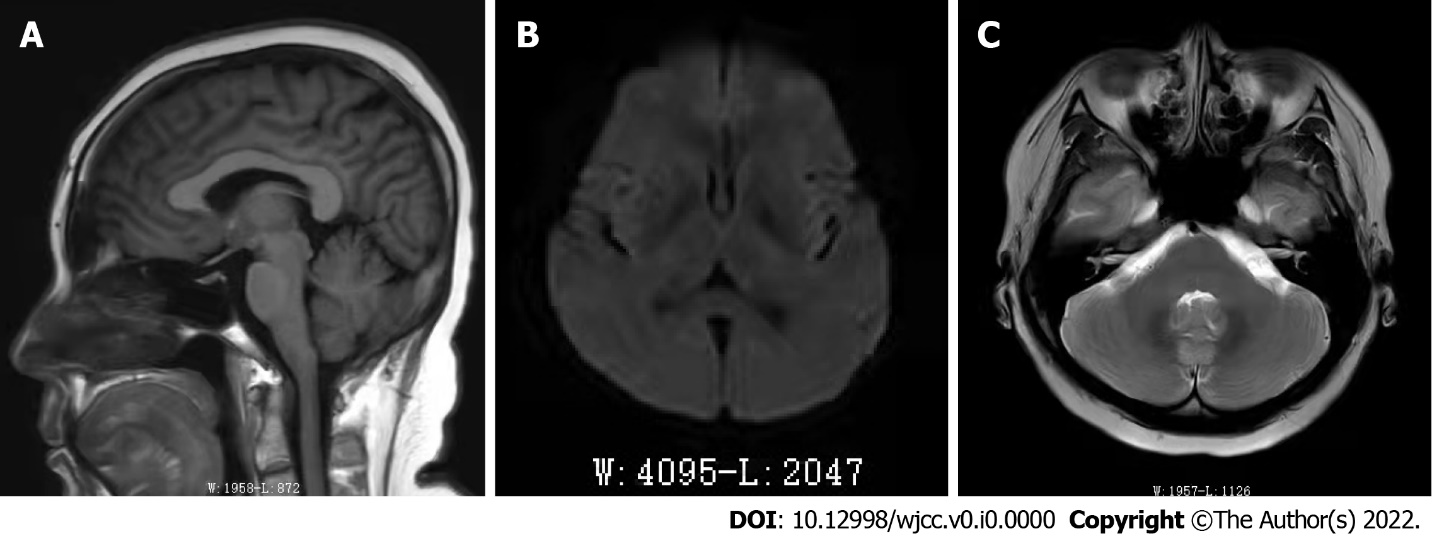 A
B
C
W: 1958-L: 872
W: 4095-L: 2047
W: 1957-L: 1126
DOI: 10.12998/wjcc.v0.i0.0000 Copyright ©The Author(s) 2022.